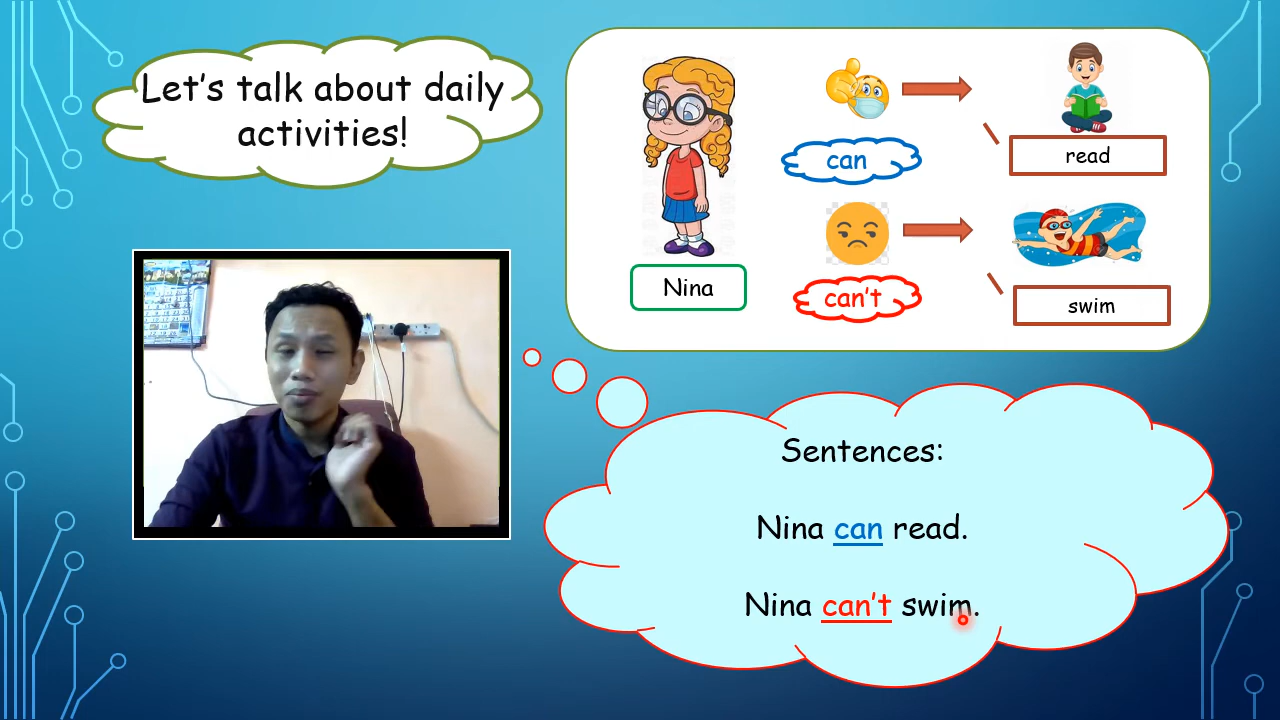 Let's talk about daily
activities!
Nina
can
read
can't
swim
Sentences:
Nina can read.
Nina can't swim.